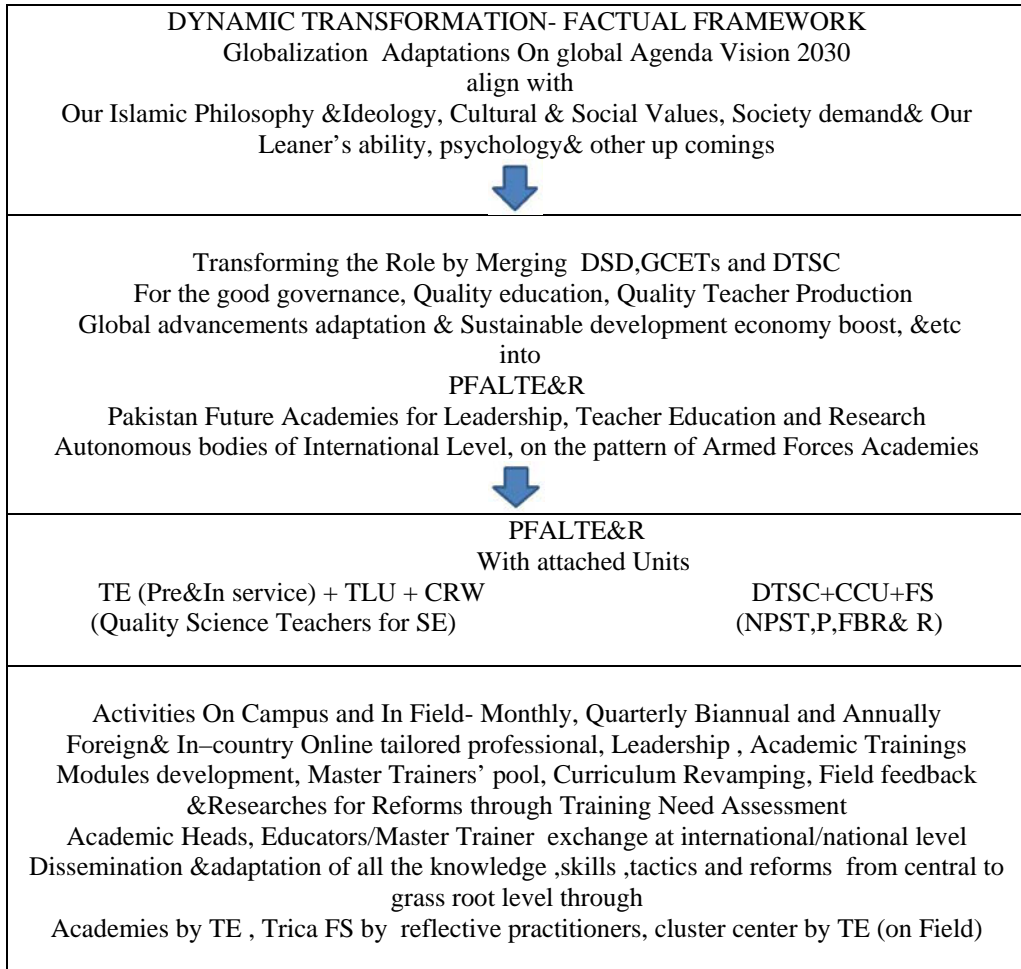 DYNAMIC TRANSFORMATION- FACTUAL FRAMEWORK
Globalization Adaptations On global Agenda Vision 2030
align with
Our Islamic Philosophy &Ideology, Cultural & Social Values, Society demand& Our
Leaner’s ability, psychology& other up comings
Transforming the Role by Merging DSD,GCETs and DTSC
For the good governance, Quality education, Quality Teacher Production
Global advancements adaptation & Sustainable development economy boost, &etc
into
PFALTE&R
Pakistan Future Academies for Leadership, Teacher Education and Research
Autonomous bodies of International Level, on the pattern of Armed Forces Academies
PFALTE&R
With attached Units
TE (Pre&In service) + TLU + CRW DTSC+CCU+FS
(Quality Science Teachers for SE) (NPST,P,FBR& R)
Activities On Campus and In Field- Monthly, Quarterly Biannual and Annually
Foreign& In–country Online tailored professional, Leadership , Academic Trainings
Modules development, Master Trainers’ pool, Curriculum Revamping, Field feedback
&Researches for Reforms through Training Need Assessment
Academic Heads, Educators/Master Trainer exchange at international/national level
Dissemination &adaptation of all the knowledge ,skills ,tactics and reforms from central to
grass root level through
Academies by TE , Trica FS by reflective practitioners, cluster center by TE (on Field)